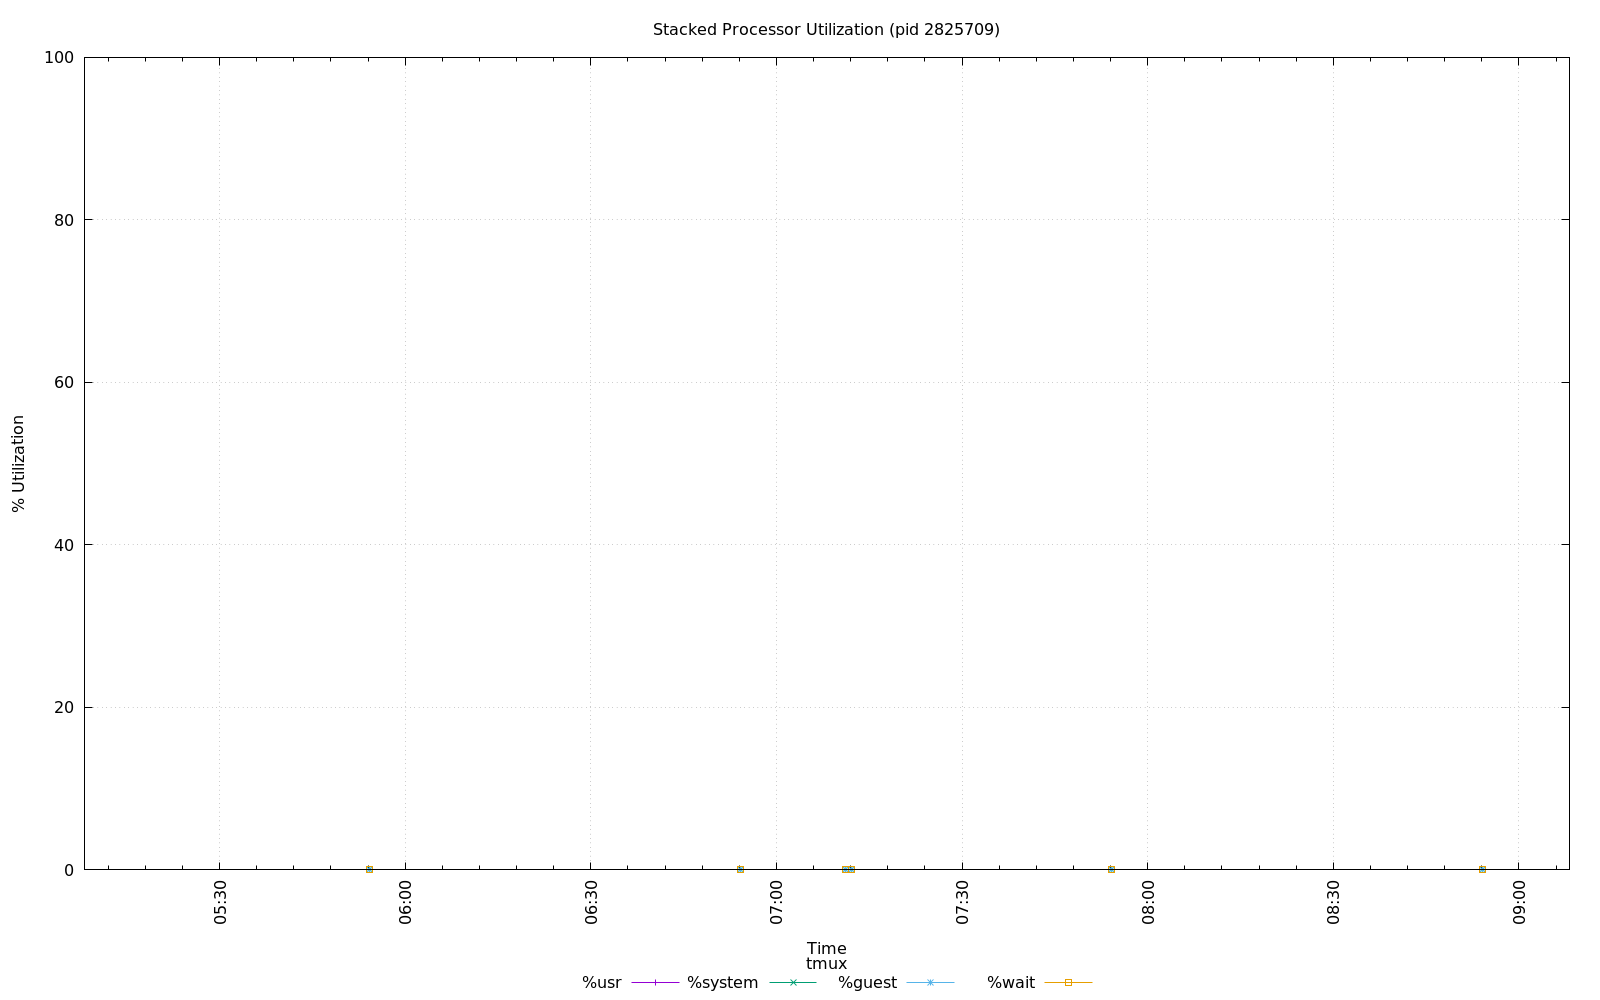 Stacked Processor Utilization (pid 2825709)
100
80
60
40
20
0
% Utilization
05:30
06:00
06:30
07:00
07:30
08:00
08:30
09:00
Time
tmux
%usr %system %guest %wait